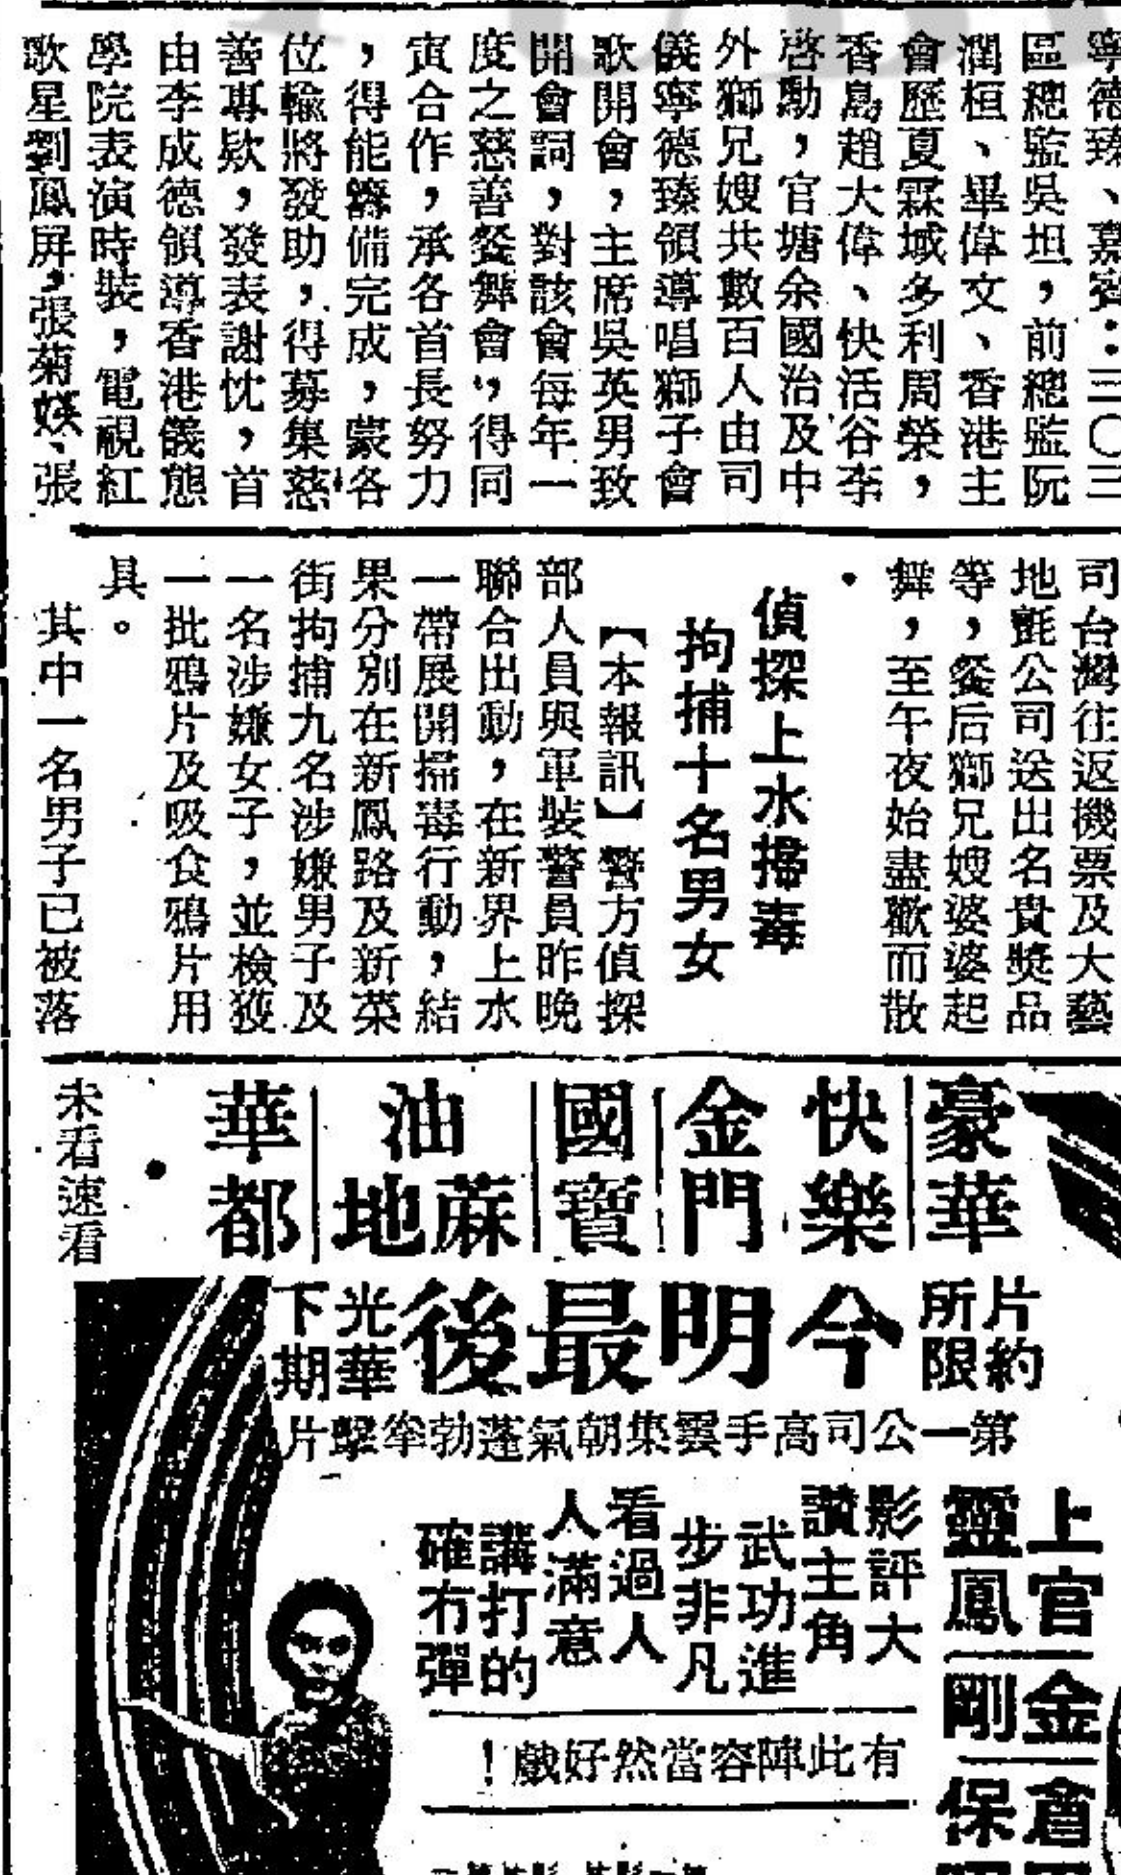 寧德臻、嘉賓：三〇三
區總監吳坦，前總監阮
潤桓、畢偉文、香港主
會歷夏霖域多利周榮，
香島趙大偉、快活谷李
啓勳，官塘余國治及中
外獅兄嫂共數百人由司
儀寧德臻領導唱獅子會
歌開會，主席吳英男致
開會詞，對該會每年一
度之慈善餐舞會，得同
寅合作，承各首長努力
，得能籌備完成，蒙各
位輸將發助，得募集慈
善專欵，發表謝忱，首
由李成德領導香港儀態
學院表演時裝，電視紅
歌星劉鳳屏，張菊媖、張
司台灣往返機票及大藝
地氈公司送出名貴獎品
等，餐后獅兄嫂婆婆起
舞，至午夜始盡歡而散
。
偵探上水掃毒
拘捕十名男女
【本報訊】警方偵探
部人員與軍裝警員昨晚
聯合出動，在新界上水
一帶展開掃毒行動，結
果分別在新鳳路及新菜
街拘捕九名涉嫌男子及
一名涉嫌女子，並檢獲
一批鴉片及吸食鴉片用
具。
其中一名男子已被落
豪華
快樂
金門
國寶
油蔴地
華都
未看速看
片約所限
今明最後
光華下期
第一公司高手雲集朝氣蓬勃举擊片
上官靈鳳
金剛
影評大讚主角
武功進步非凡
看過人人滿意
講打的確冇彈
有此陣容當然好戲！
倉
保